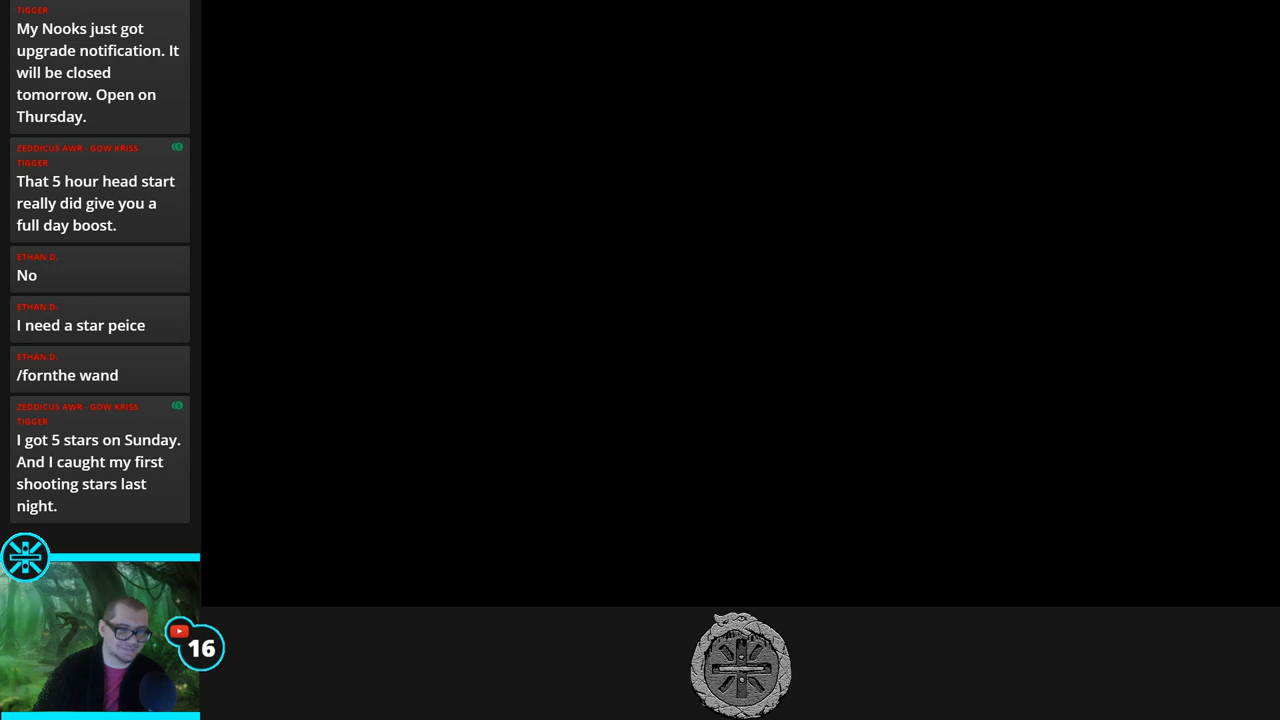 TIGGER
My Nooks just got
upgrade notification. It
will be closed
tomorrow. Open on
Thursday.
ZEDDICUS AWR - GOW KRISS
TIGGER
That 5 hour head start
really did give you a
full day boost.
ETHAN D.
No
ETHAN D.
I need a star peice
ETHAN D.
/fornthe wand
ZEDDICUS AWR - GOW KRISS
TIGGER
I got 5 stars on Sunday.
And I caught my first
shooting stars last
night.
16